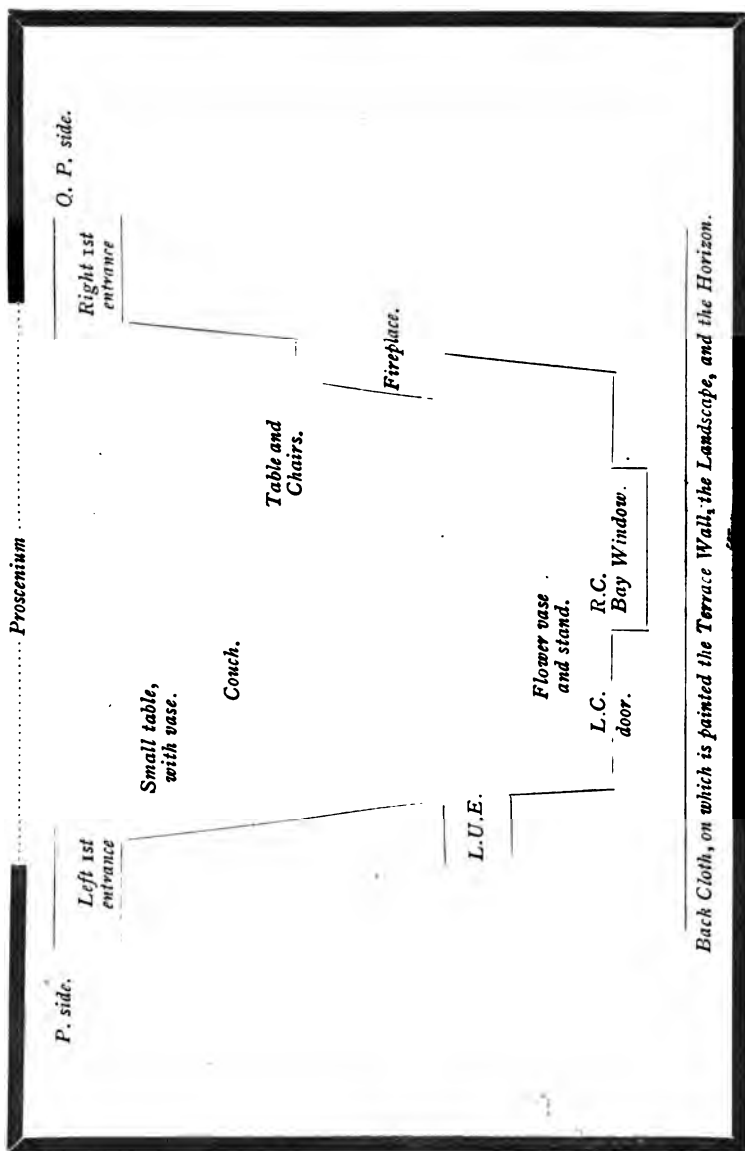 Proscenium
P. side.
Left 1st
entrance
Right 1st
entrance
O. P. side.
Small table,
with vase.
Couch.
Table and
Chairs.
Fireplace.
L.U.E.
Flower vase
and stand.
L.C.
door.
R.C.
Bay Window.
Back Cloth, on which is painted the Terrace Wall, the Landscape, and the Horizon.